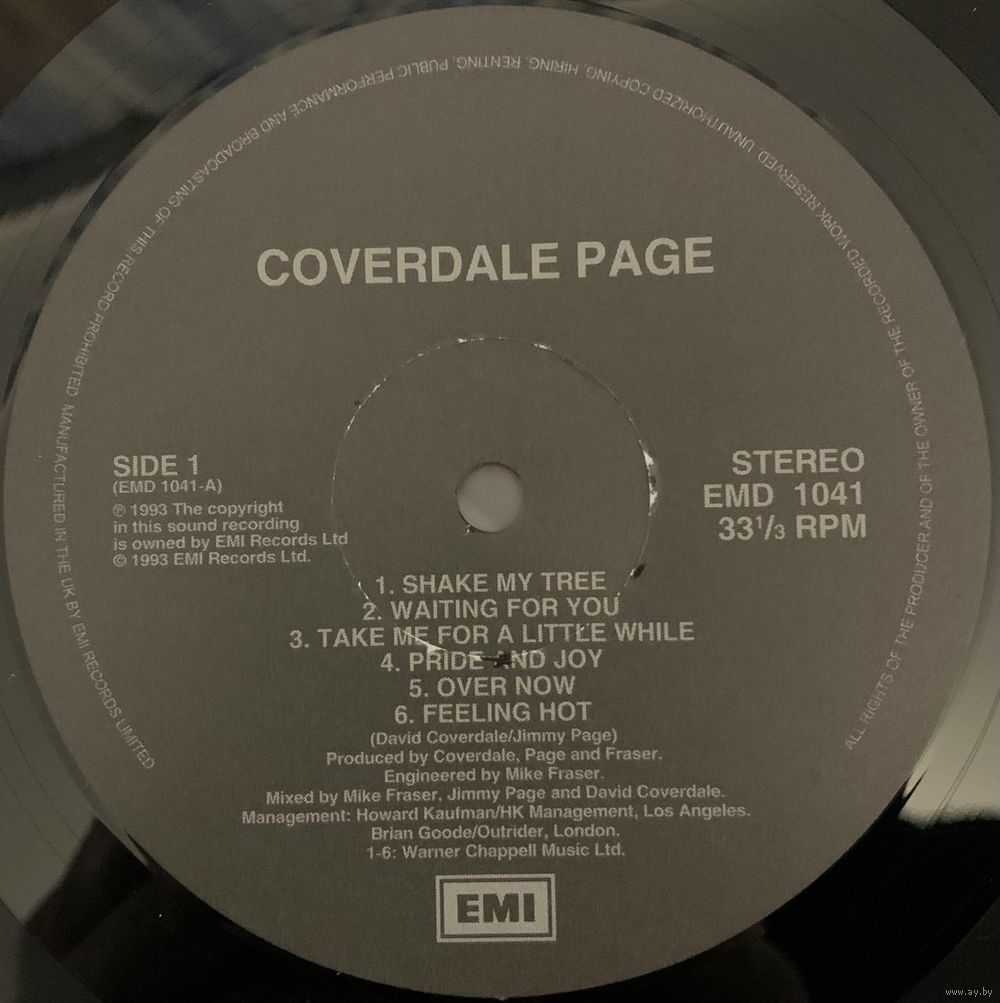 ALL RIGHTS OF THE PRODUCER AND OF THE OWNER OF THE RECORDED WORK RESERVED. UNAUTHORIZED COPYING, HIRING, RENTING, PUBLIC PERFORMANCE AND BROADCASTING OF THIS RECORD PROHIBITED. MANUFACTURED IN THE UK BY EMI RECORDS LIMITED
COVERDALE PAGE
SIDE 1
(EMD 1041-A)
℗ 1993 The copyright
in this sound recording
is owned by EMI Records Ltd
© 1993 EMI Records Ltd.
STEREO
EMD 1041
33⅓ RPM
1. SHAKE MY TREE
2. WAITING FOR YOU
3. TAKE ME FOR A LITTLE WHILE
4. PRIDE AND JOY
5. OVER NOW
6. FEELING HOT
(David Coverdale/Jimmy Page)
Produced by Coverdale, Page and Fraser.
Engineered by Mike Fraser.
Mixed by Mike Fraser, Jimmy Page and David Coverdale.
Management: Howard Kaufman/HK Management, Los Angeles.
Brian Goode/Outrider, London.
1-6: Warner Chappell Music Ltd.
EMI
www.ay.by